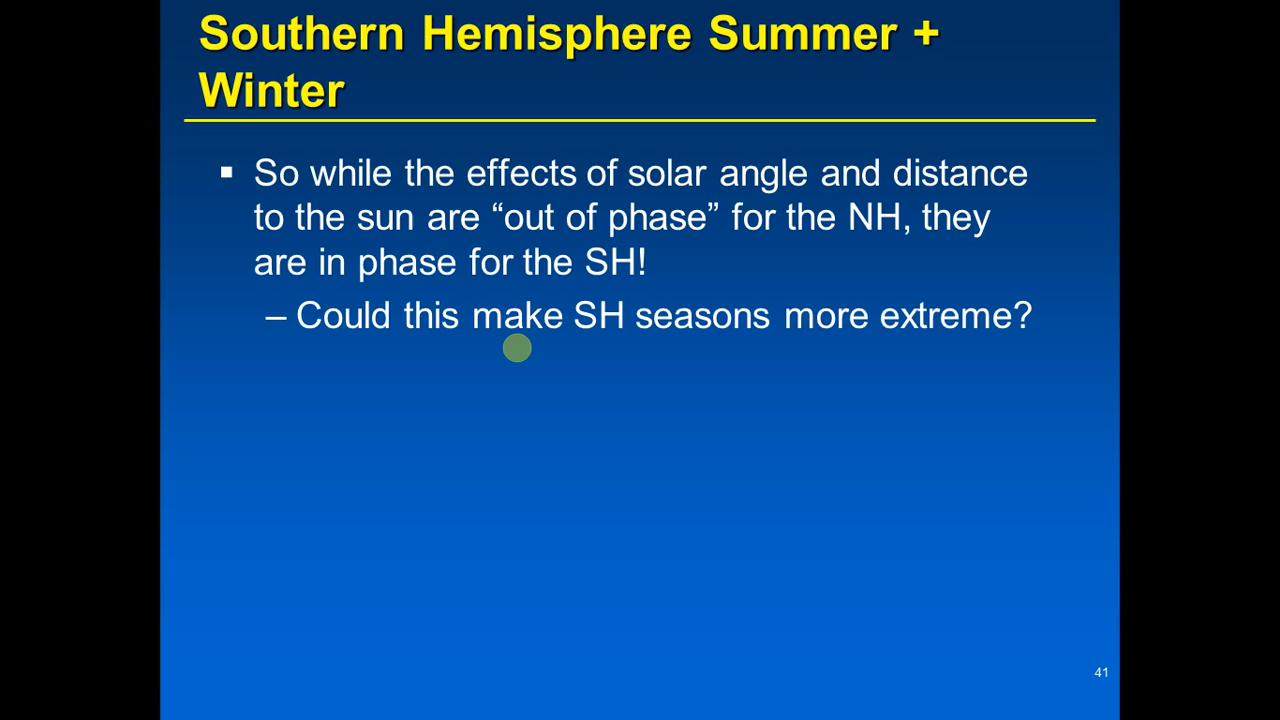 Southern Hemisphere Summer +
Winter
▪ So while the effects of solar angle and distance
to the sun are “out of phase” for the NH, they
are in phase for the SH!
– Could this make SH seasons more extreme?
41